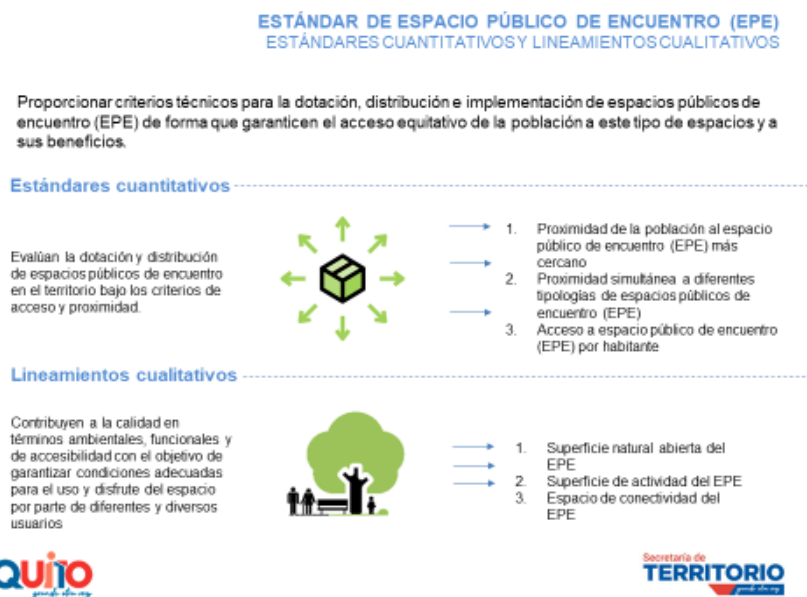 ESTÁNDAR DE ESPACIO PÚBLICO DE ENCUENTRO (EPE)
ESTÁNDARES CUANTITATIVOS Y LINEAMIENTOS CUALITATIVOS
Proporcionar criterios técnicos para la dotación, distribución e implementación de espacios públicos de
encuentro (EPE) de forma que garanticen el acceso equitativo de la población a este tipo de espacios y a
sus beneficios.
Estándares cuantitativos
Evalúan la dotación y distribución
de espacios públicos de encuentro
en el territorio bajo los criterios de
acceso y proximidad.
1. Proximidad de la población al espacio
público de encuentro (EPE) más
cercano
2. Proximidad simultánea a diferentes
tipologías de espacios públicos de
encuentro (EPE)
3. Acceso a espacio público de encuentro
(EPE) por habitante
Lineamientos cualitativos
Contribuyen a la calidad en
términos ambientales, funcionales y
de accesibilidad con el objetivo de
garantizar condiciones adecuadas
para el uso y disfrute del espacio
por parte de diferentes y diversos
usuarios
1. Superficie natural abierta del
EPE
2. Superficie de actividad del EPE
3. Espacio de conectividad del
EPE
QUITO
grande otra vez
Secretaría de
TERRITORIO
grande otra vez